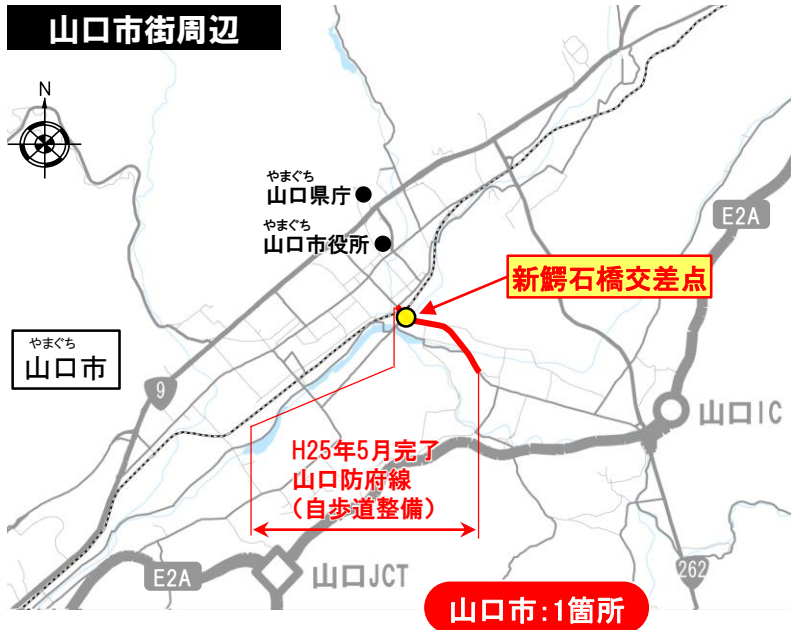 山口市街周辺
N
やまぐち
山口県庁
やまぐち
山口市役所
E2A
新鰐石橋交差点
やまぐち
山口市
9
山口IC
H25年5月完了
山口防府線
（自歩道整備）
E2A
山口JCT
262
山口市：1箇所